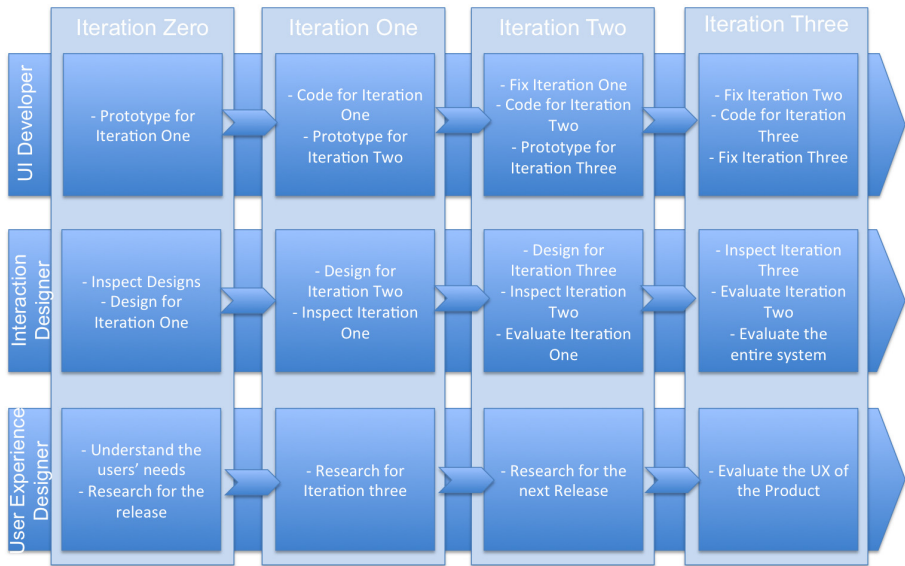 Iteration Zero
Iteration One
Iteration Two
Iteration Three
UI Developer
- Prototype for
Iteration One
- Code for Iteration
One
- Prototype for
Iteration Two
- Fix Iteration One
- Code for Iteration
Two
- Prototype for
Iteration Three
- Fix Iteration Two
- Code for Iteration
Three
- Fix Iteration Three
Interaction
Designer
- Inspect Designs
- Design for
Iteration One
- Design for
Iteration Two
- Inspect Iteration
One
- Design for
Iteration Three
- Inspect Iteration
Two
- Evaluate Iteration
One
- Inspect Iteration
Three
- Evaluate Iteration
Two
- Evaluate the
entire system
User Experience
Designer
- Understand the
users’ needs
- Research for the
release
- Research for
Iteration three
- Research for the
next Release
- Evaluate the UX of
the Product